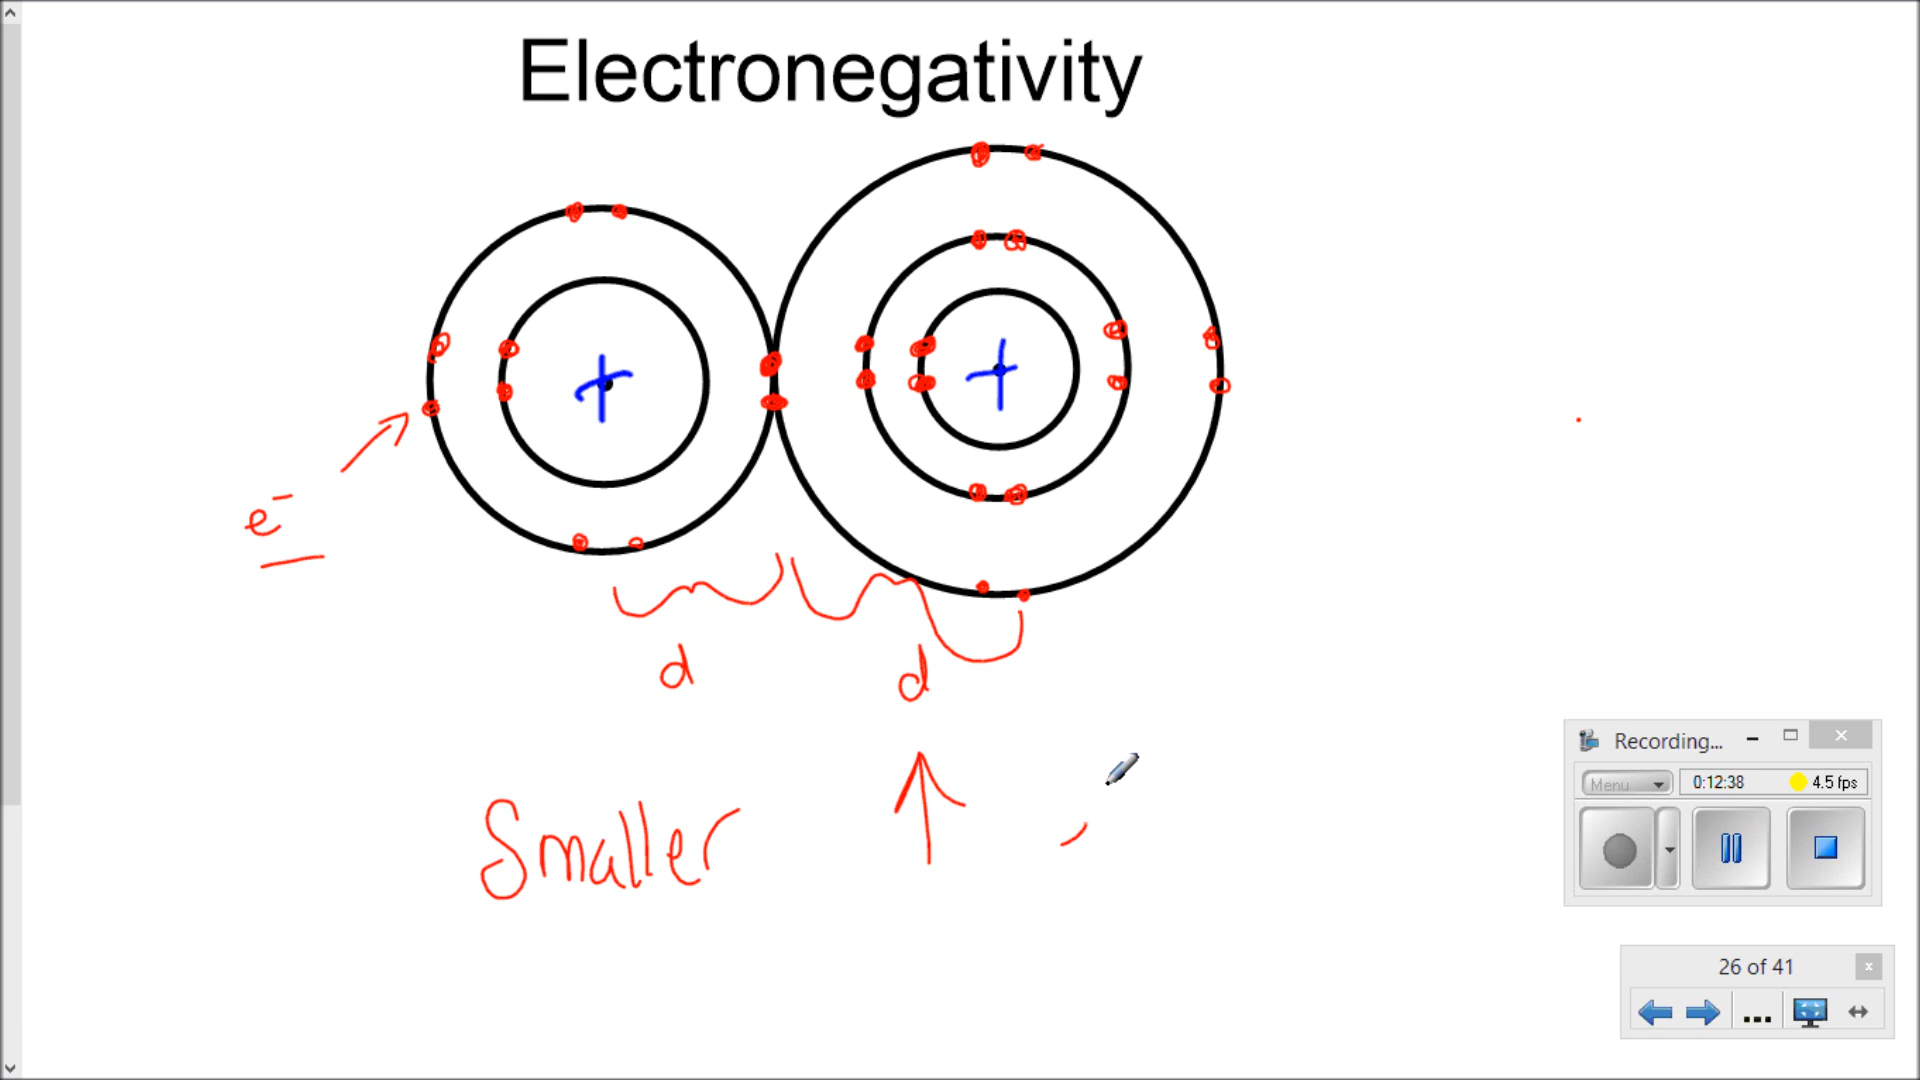 Electronegativity
e-
d
d
Smaller
Recording...
Menu
0:12:38
4.5 fps
26 of 41
...